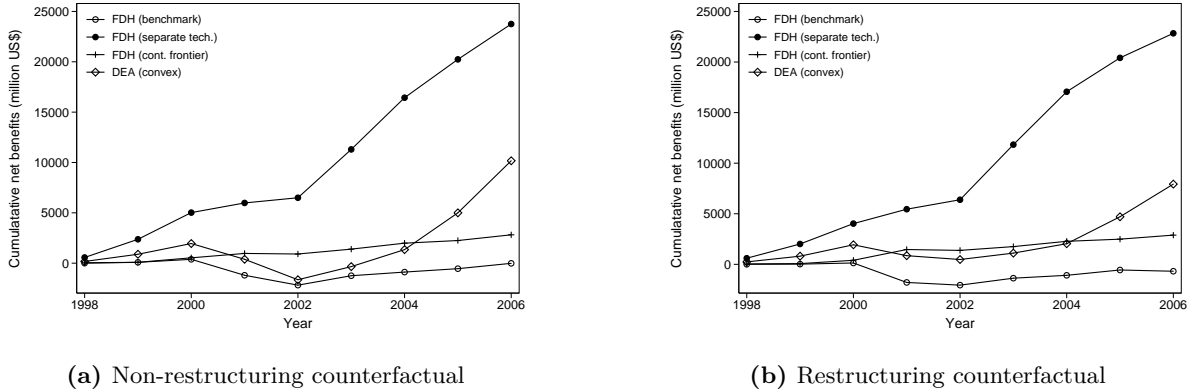 25000
FDH (benchmark)
FDH (separate tech.)
FDH (cont. frontier)
DEA (convex)
20000
15000
10000
5000
0
Cumulatative net benefits (million US$)
1998
2000
2002
2004
2006
Year
(a) Non-restructuring counterfactual
25000
FDH (benchmark)
FDH (separate tech.)
FDH (cont. frontier)
DEA (convex)
20000
15000
10000
5000
0
Cumulatative net benefits (million US$)
1998
2000
2002
2004
2006
Year
(b) Restructuring counterfactual